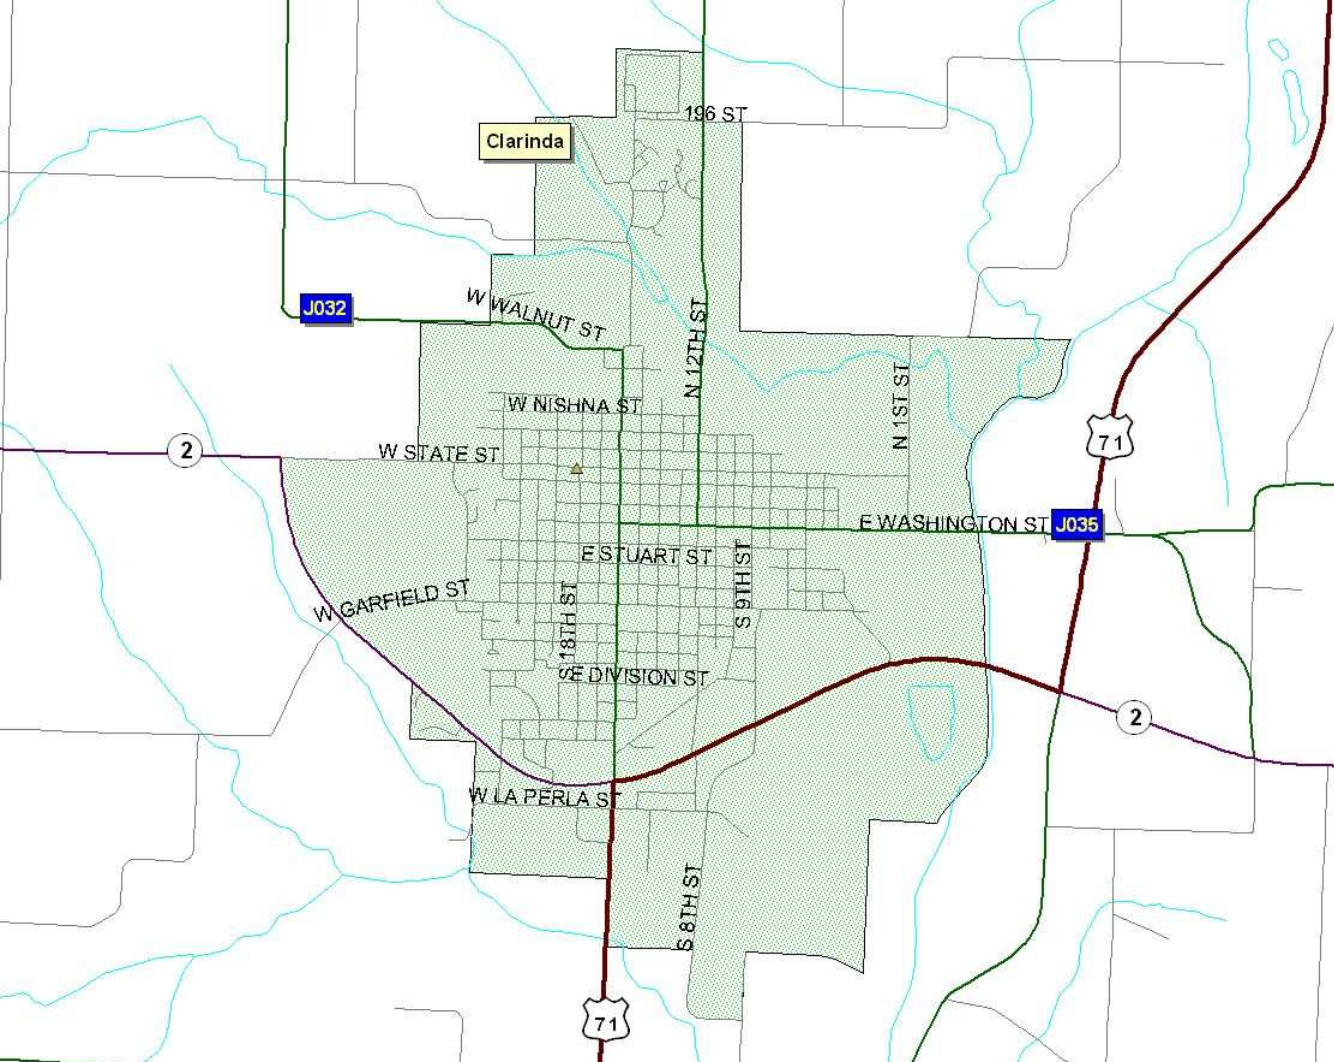 196 ST
Clarinda
W WALNUT ST
J032
N 12TH ST
N 1ST ST
W NISHNA ST
71
2
W STATE ST
E WASHINGTON ST
J035
E STUART ST
S 9TH ST
W GARFIELD ST
S 18TH ST
E DIVISION ST
2
W LA PERLA ST
S 8TH ST
71